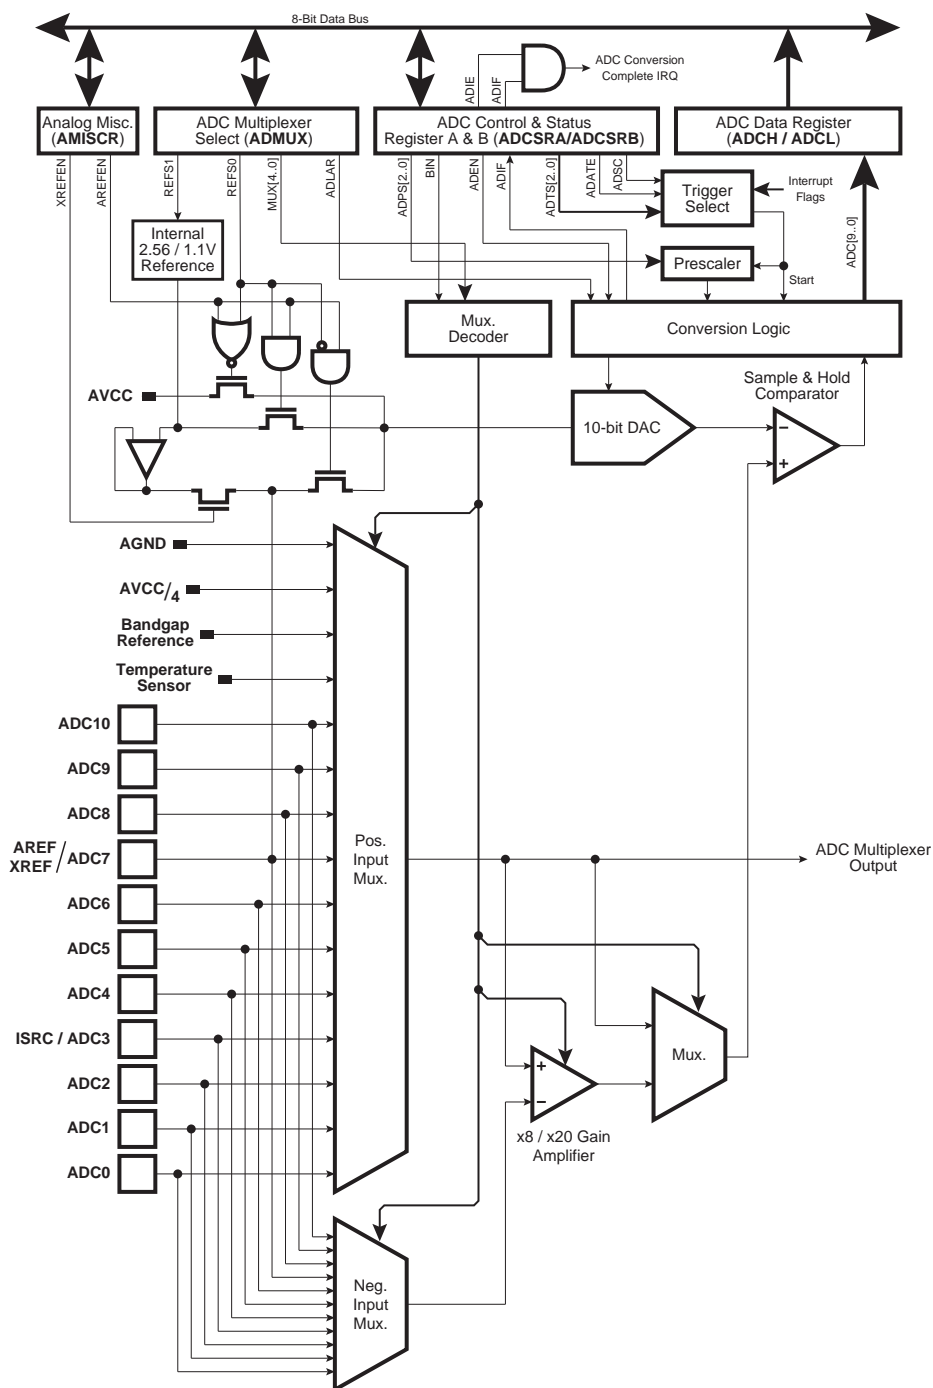 8-Bit Data Bus
ADC Conversion
Complete IRQ
ADIE
ADIF
Analog Misc.
(AMISCR)
ADC Multiplexer
Select (ADMUX)
ADC Control & Status
Register A & B (ADCSRA/ADCSRB)
ADC Data Register
(ADCH / ADCL)
XREFEN
AREFEN
REFS1
REFS0
MUX[4..0]
ADLAR
ADPS[2..0]
BIN
ADEN
ADIF
ADTS[2..0]
ADATE
ADSC
Trigger
Select
Interrupt
Flags
ADC[9..0]
Internal
2.56 / 1.1V
Reference
Prescaler
Start
Mux.
Decoder
Conversion Logic
Sample & Hold
Comparator
AVCC
10-bit DAC
−
+
AGND
AVCC/4
Bandgap
Reference
Temperature
Sensor
ADC10
ADC9
ADC8
AREF
XREF / ADC7
Pos.
Input
Mux.
ADC Multiplexer
Output
ADC6
ADC5
ADC4
ISRC / ADC3
Mux.
ADC2
+
−
ADC1
x8 / x20 Gain
Amplifier
ADC0
Neg.
Input
Mux.